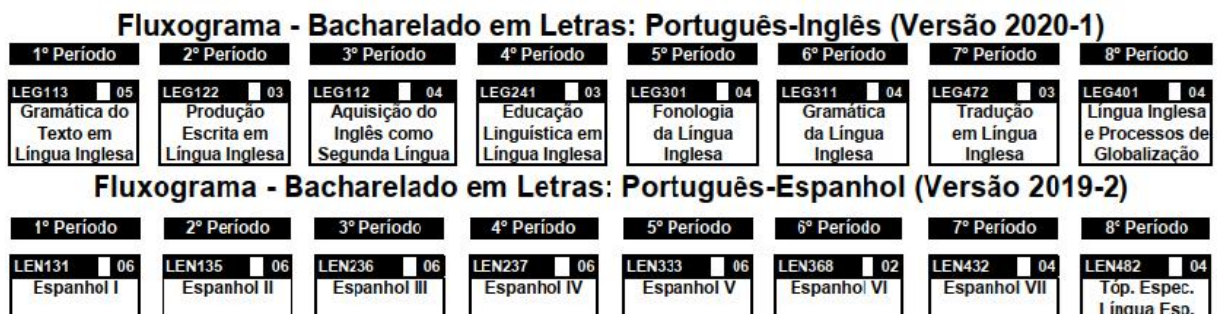 Fluxograma - Bacharelado em Letras: Português-Inglês (Versão 2020-1)
1º Período 2º Período 3º Período 4º Período 5º Período 6º Período 7º Período 8º Período
LEG113 05 LEG122 03 LEG112 04 LEG241 03 LEG301 04 LEG311 04 LEG472 03 LEG401 04
Gramática do Produção Aquisição do Educação Fonologia Gramática Tradução Língua Inglesa
Texto em Escrita em Inglês como Linguística em da Língua da Língua em Língua e Processos de
Língua Inglesa Língua Inglesa Segunda Língua Língua Inglesa Inglesa Inglesa Inglesa Globalização
Fluxograma - Bacharelado em Letras: Português-Espanhol (Versão 2019-2)
1º Período 2º Período 3º Período 4º Período 5º Período 6º Período 7º Período 8º Período
LEN131 06 LEN135 06 LEN236 06 LEN237 06 LEN333 06 LEN368 02 LEN432 04 LEN482 04
Espanhol I Espanhol II Espanhol III Espanhol IV Espanhol V Espanhol VI Espanhol VII Tóp. Espec.
Língua Esp.